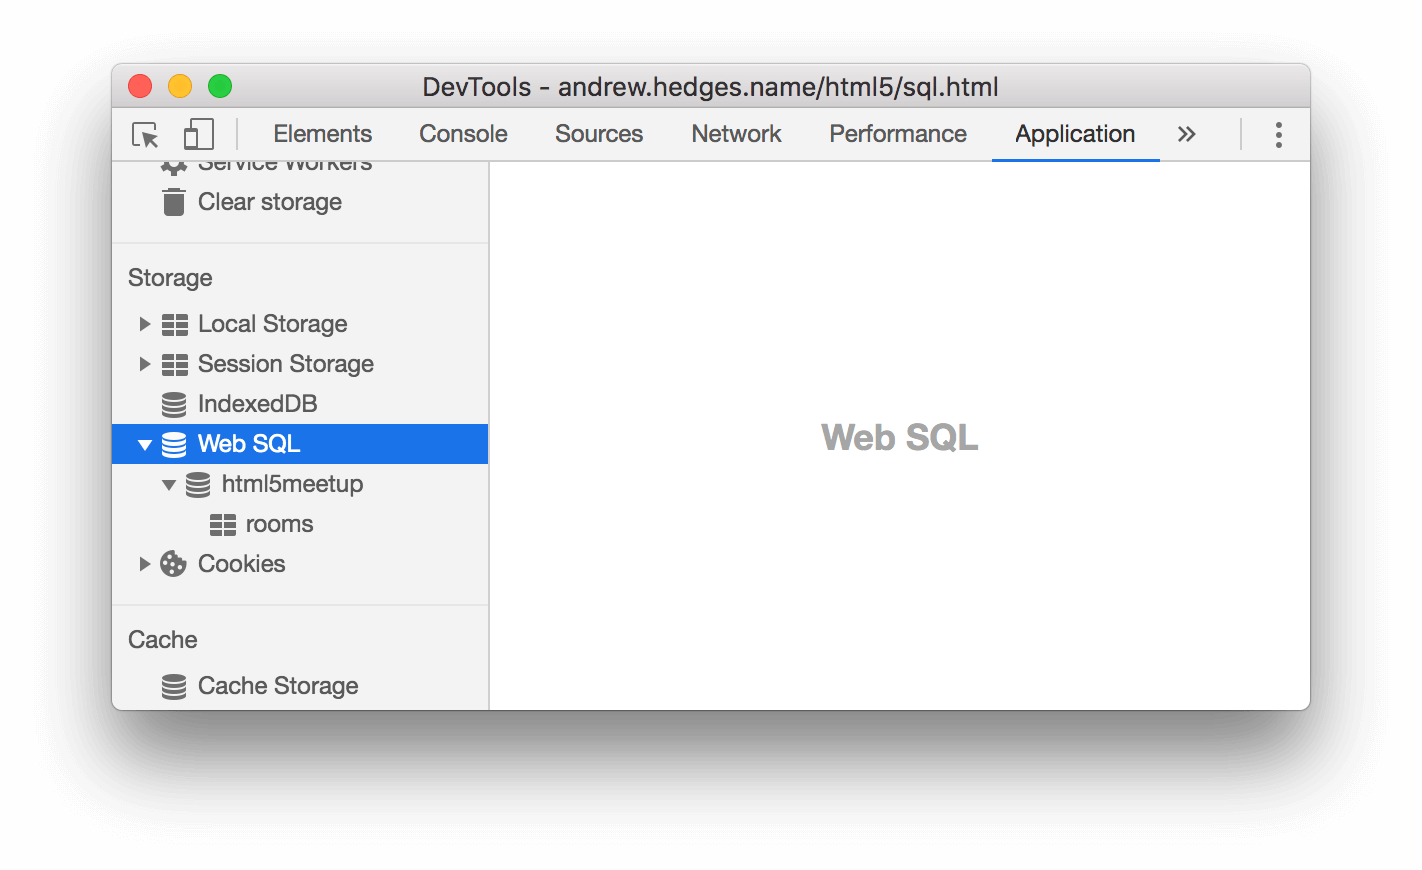 DevTools - andrew.hedges.name/html5/sql.html
Elements Console Sources Network Performance Application »
Service Workers
Clear storage
Storage
Local Storage
Session Storage
IndexedDB
Web SQL
html5meetup
rooms
Cookies
Cache
Cache Storage
Web SQL